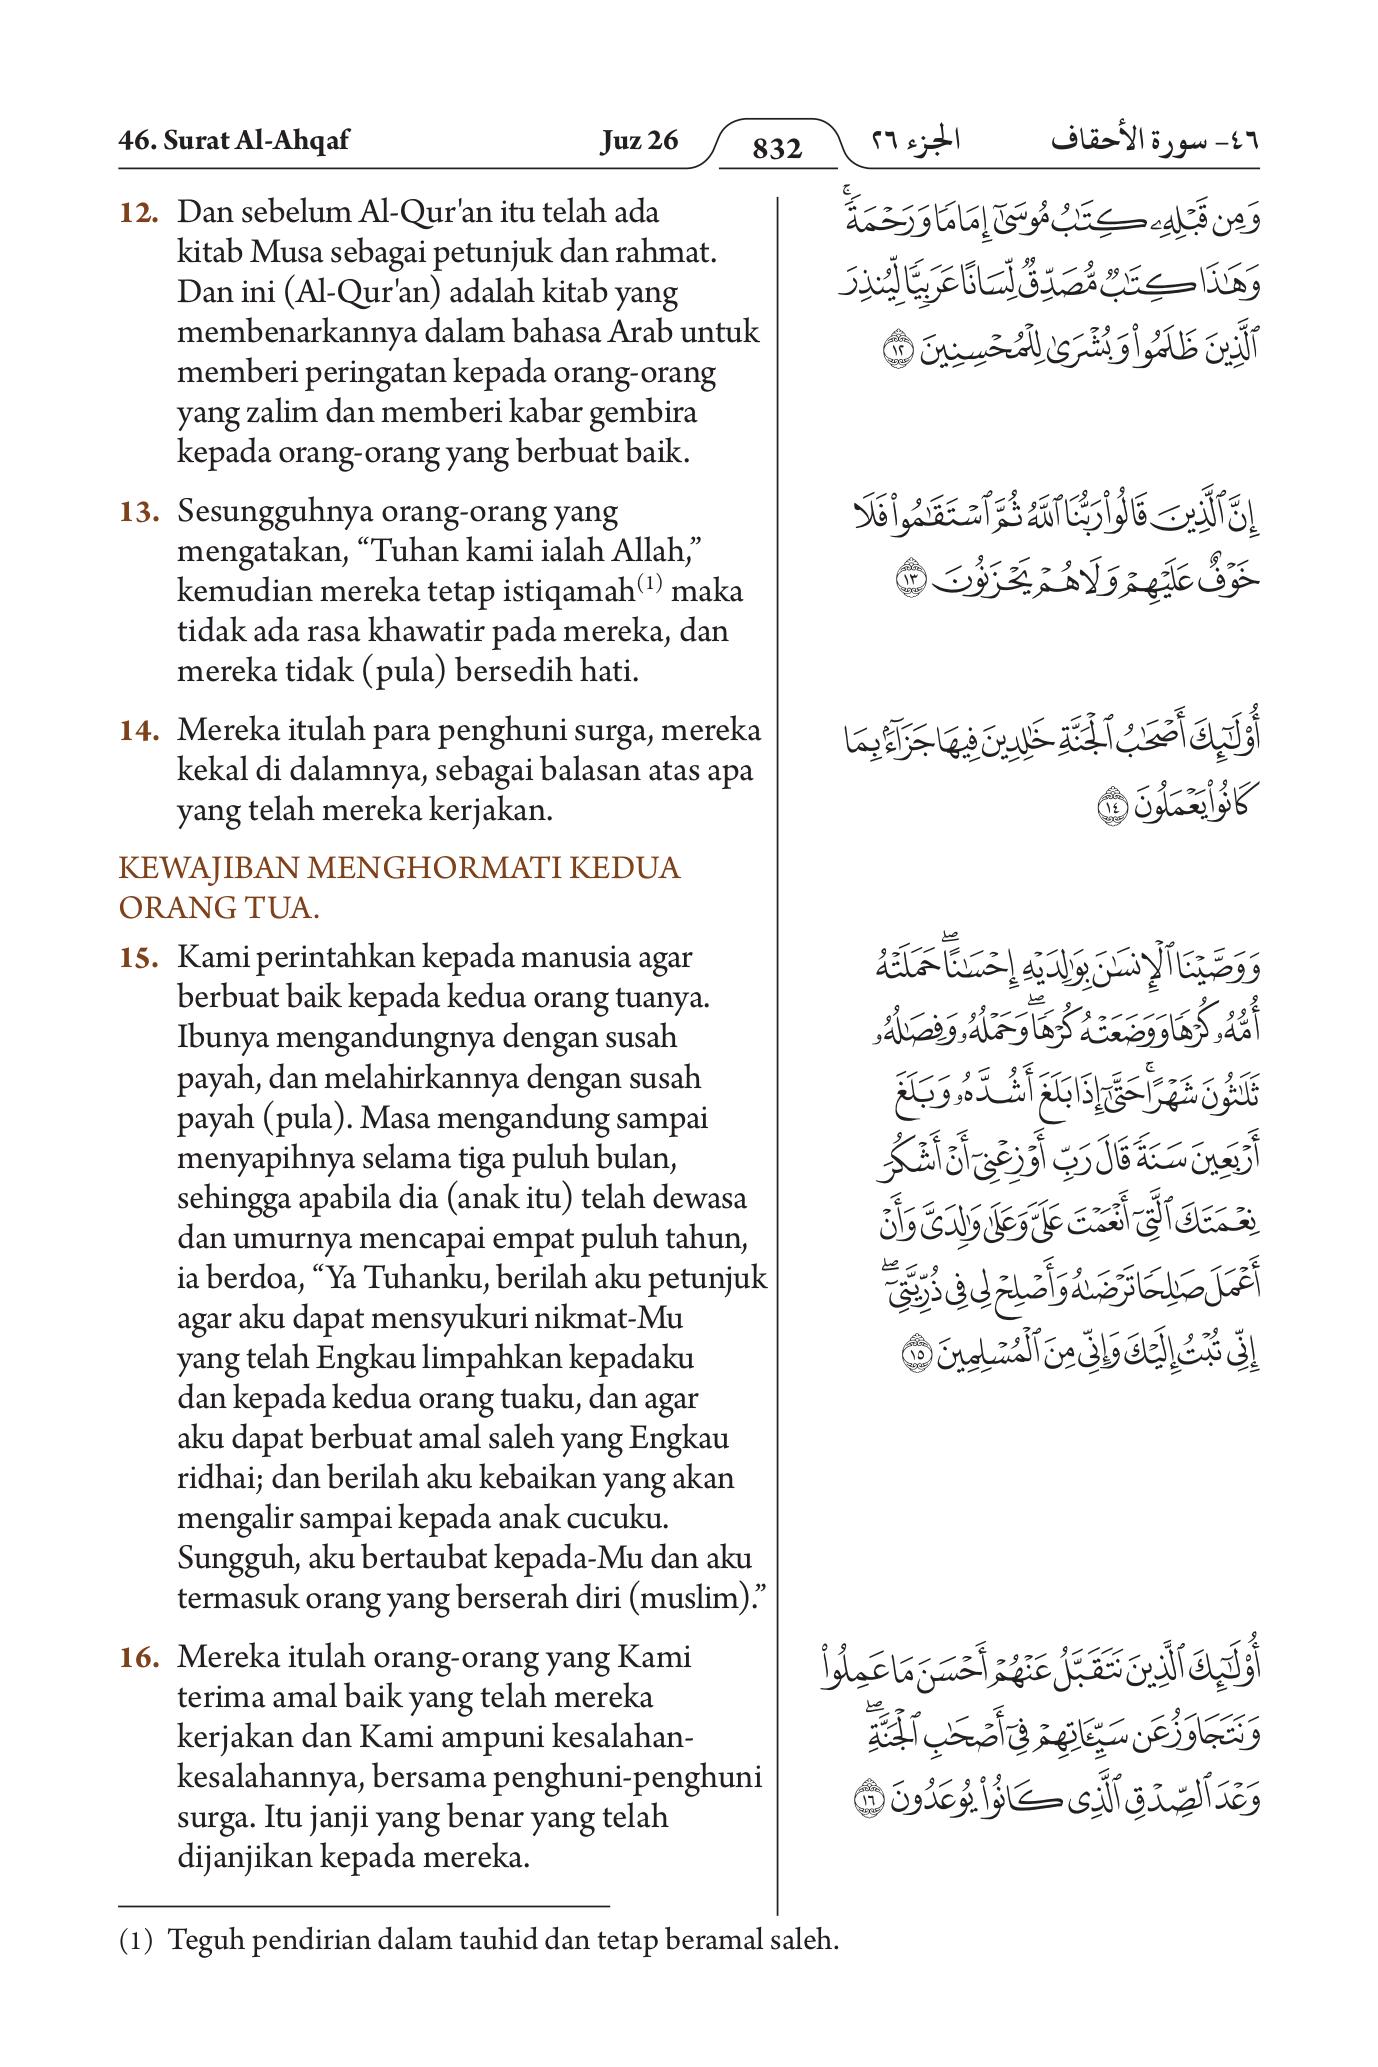 46. Surat Al-Ahqaf
Juz 26
832
الجزء ٢٦
٤٦- سورة الأحقاف
12. Dan sebelum Al-Qur'an itu telah ada
kitab Musa sebagai petunjuk dan rahmat.
Dan ini (Al-Qur'an) adalah kitab yang
membenarkannya dalam bahasa Arab untuk
memberi peringatan kepada orang-orang
yang zalim dan memberi kabar gembira
kepada orang-orang yang berbuat baik.
وَمِن قَبْلِهِۦ كِتَٰبُ مُوسَىٰٓ إِمَامًا وَرَحْمَةًۚ
وَهَٰذَا كِتَٰبٌ مُّصَدِّقٌ لِّسَانًا عَرَبِيًّا لِّيُنذِرَ
ٱلَّذِينَ ظَلَمُوا۟ وَبُشْرَىٰ لِلْمُحْسِنِينَ ١٢
13. Sesungguhnya orang-orang yang
mengatakan, “Tuhan kami ialah Allah,”
kemudian mereka tetap istiqamah(1) maka
tidak ada rasa khawatir pada mereka, dan
mereka tidak (pula) bersedih hati.
إِنَّ ٱلَّذِينَ قَالُوا۟ رَبُّنَا ٱللَّهُ ثُمَّ ٱسْتَقَٰمُوا۟ فَلَا
خَوْفٌ عَلَيْهِمْ وَلَا هُمْ يَحْزَنُونَ ١٣
14. Mereka itulah para penghuni surga, mereka
kekal di dalamnya, sebagai balasan atas apa
yang telah mereka kerjakan.
أُو۟لَٰٓئِكَ أَصْحَٰبُ ٱلْجَنَّةِ خَٰلِدِينَ فِيهَا جَزَآءًۢ بِمَا
كَانُوا۟ يَعْمَلُونَ ١٤
KEWAJIBAN MENGHORMATI KEDUA
ORANG TUA.
15. Kami perintahkan kepada manusia agar
berbuat baik kepada kedua orang tuanya.
Ibunya mengandungnya dengan susah
payah, dan melahirkannya dengan susah
payah (pula). Masa mengandung sampai
menyapihnya selama tiga puluh bulan,
sehingga apabila dia (anak itu) telah dewasa
dan umurnya mencapai empat puluh tahun,
ia berdoa, “Ya Tuhanku, berilah aku petunjuk
agar aku dapat mensyukuri nikmat-Mu
yang telah Engkau limpahkan kepadaku
dan kepada kedua orang tuaku, dan agar
aku dapat berbuat amal saleh yang Engkau
ridhai; dan berilah aku kebaikan yang akan
mengalir sampai kepada anak cucuku.
Sungguh, aku bertaubat kepada-Mu dan aku
termasuk orang yang berserah diri (muslim).”
وَوَصَّيْنَا ٱلْإِنسَٰنَ بِوَٰلِدَيْهِ إِحْسَٰنًاۖ حَمَلَتْهُ
أُمُّهُۥ كُرْهًا وَوَضَعَتْهُ كُرْهًاۖ وَحَمْلُهُۥ وَفِصَٰلُهُۥ
ثَلَٰثُونَ شَهْرًاۚ حَتَّىٰٓ إِذَا بَلَغَ أَشُدَّهُۥ وَبَلَغَ
أَرْبَعِينَ سَنَةً قَالَ رَبِّ أَوْزِعْنِىٓ أَنْ أَشْكُرَ
نِعْمَتَكَ ٱلَّتِىٓ أَنْعَمْتَ عَلَىَّ وَعَلَىٰ وَٰلِدَىَّ وَأَنْ
أَعْمَلَ صَٰلِحًا تَرْضَىٰهُ وَأَصْلِحْ لِى فِى ذُرِّيَّتِىٓۖ
إِنِّى تُبْتُ إِلَيْكَ وَإِنِّى مِنَ ٱلْمُسْلِمِينَ ١٥
16. Mereka itulah orang-orang yang Kami
terima amal baik yang telah mereka
kerjakan dan Kami ampuni kesalahan-
kesalahannya, bersama penghuni-penghuni
surga. Itu janji yang benar yang telah
dijanjikan kepada mereka.
أُو۟لَٰٓئِكَ ٱلَّذِينَ نَتَقَبَّلُ عَنْهُمْ أَحْسَنَ مَا عَمِلُوا۟
وَنَتَجَاوَزُ عَن سَيِّـَٔاتِهِمْ فِىٓ أَصْحَٰبِ ٱلْجَنَّةِۖ
وَعْدَ ٱلصِّدْقِ ٱلَّذِى كَانُوا۟ يُوعَدُونَ ١٦
(1) Teguh pendirian dalam tauhid dan tetap beramal saleh.